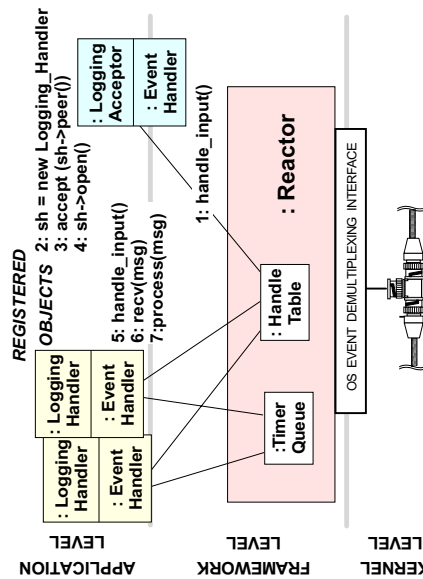 REGISTERED
OBJECTS
2: sh = new Logging_Handler
3: accept (sh->peer())
4: sh->open()
5: handle_input()
6: recv(msg)
7:process(msg)
: Logging
Handler
: Event
Handler
: Logging
Handler
: Event
Handler
: Logging
Acceptor
: Event
Handler
1: handle_input()
:Timer
Queue
: Handle
Table
: Reactor
OS EVENT DEMULTIPLEXING INTERFACE
APPLICATION
LEVEL
FRAMEWORK
LEVEL
KERNEL
LEVEL